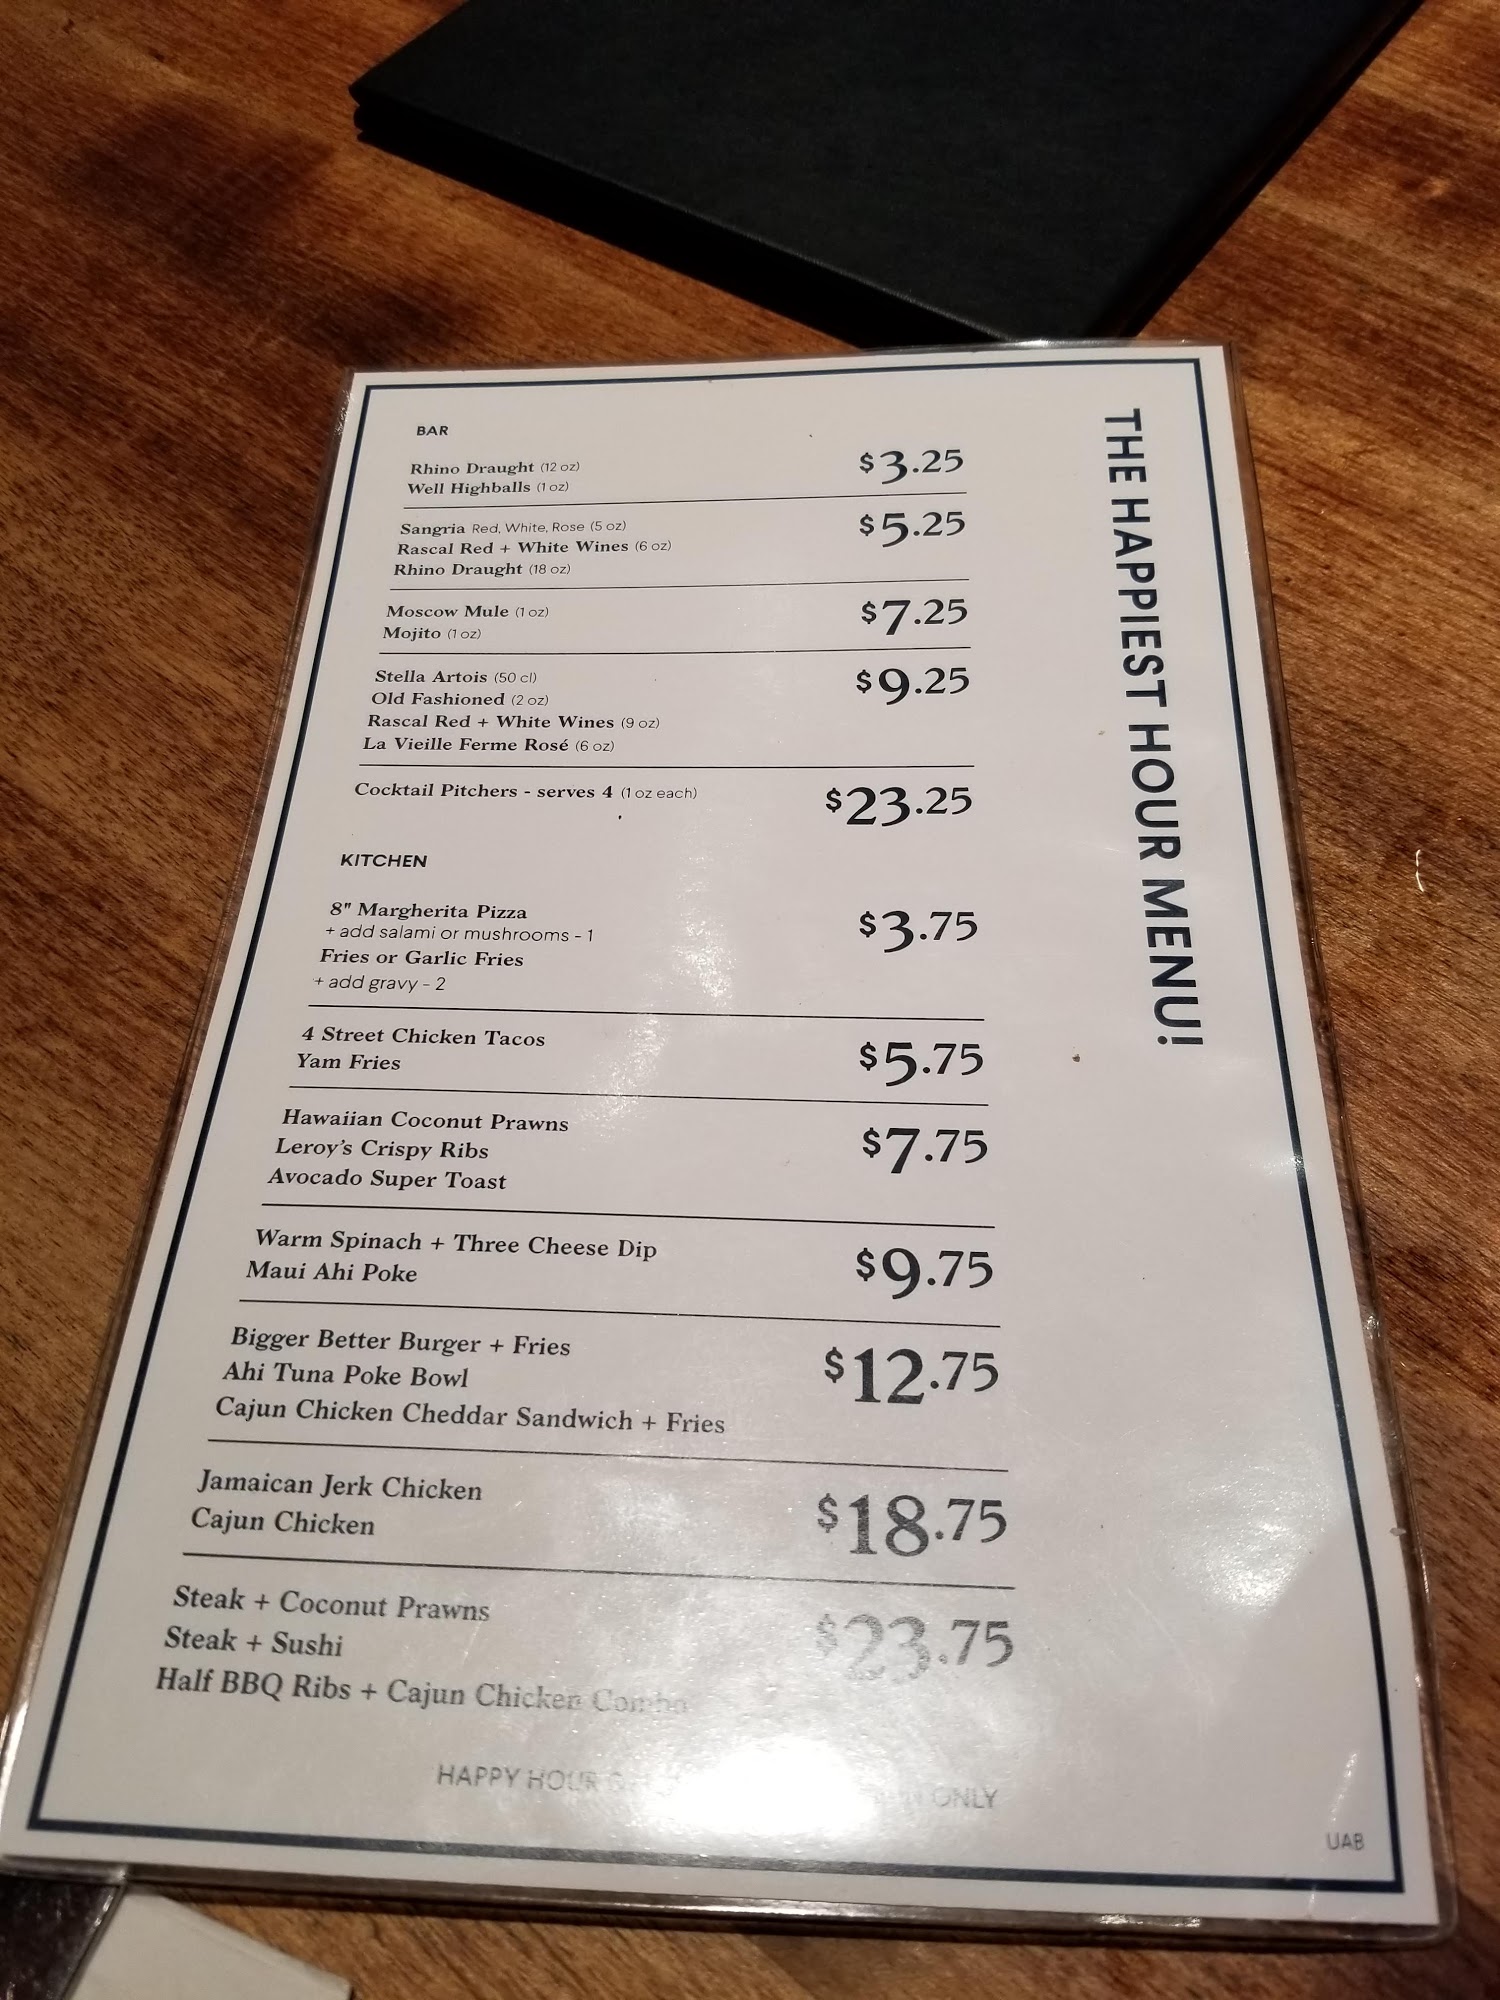 THE HAPPIEST HOUR MENU!
BAR
Rhino Draught (12 oz)
Well Highballs (1 oz)
$3.25
Sangria Red, White, Rose (5 oz)
Rascal Red + White Wines (6 oz)
Rhino Draught (18 oz)
$5.25
Moscow Mule (1 oz)
Mojito (1 oz)
$7.25
Stella Artois (50 cl)
Old Fashioned (2 oz)
Rascal Red + White Wines (9 oz)
La Vieille Ferme Rosé (6 oz)
$9.25
Cocktail Pitchers - serves 4 (1 oz each)
$23.25
KITCHEN
8" Margherita Pizza
+ add salami or mushrooms - 1
Fries or Garlic Fries
+ add gravy - 2
$3.75
4 Street Chicken Tacos
Yam Fries
$5.75
Hawaiian Coconut Prawns
Leroy's Crispy Ribs
Avocado Super Toast
$7.75
Warm Spinach + Three Cheese Dip
Maui Ahi Poke
$9.75
Bigger Better Burger + Fries
Ahi Tuna Poke Bowl
Cajun Chicken Cheddar Sandwich + Fries
$12.75
Jamaican Jerk Chicken
Cajun Chicken
$18.75
Steak + Coconut Prawns
Steak + Sushi
Half BBQ Ribs + Cajun Chicken Combo
$23.75
HAPPY HOUR ONLY
UAB